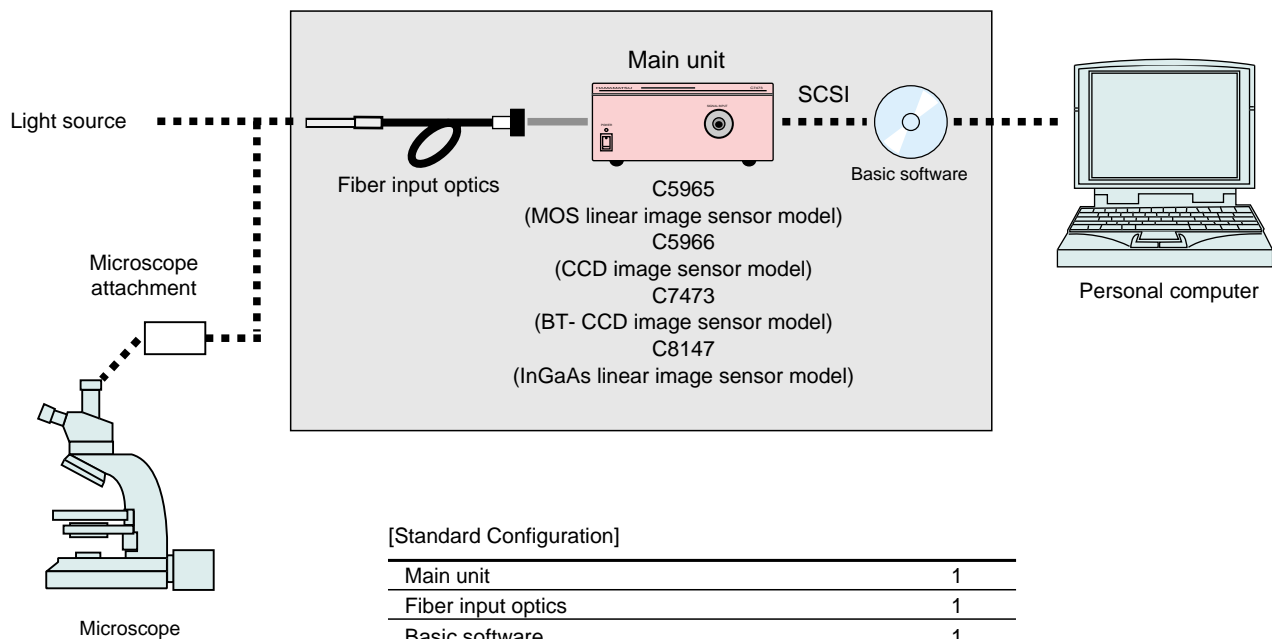 Main unit
Light source
SCSI
Fiber input optics
Basic software
C5965
(MOS linear image sensor model)
C5966
(CCD image sensor model)
C7473
(BT- CCD image sensor model)
C8147
(InGaAs linear image sensor model)
Personal computer
Microscope
attachment
Microscope
[Standard Configuration]
Main unit 1
Fiber input optics 1
Basic software 1